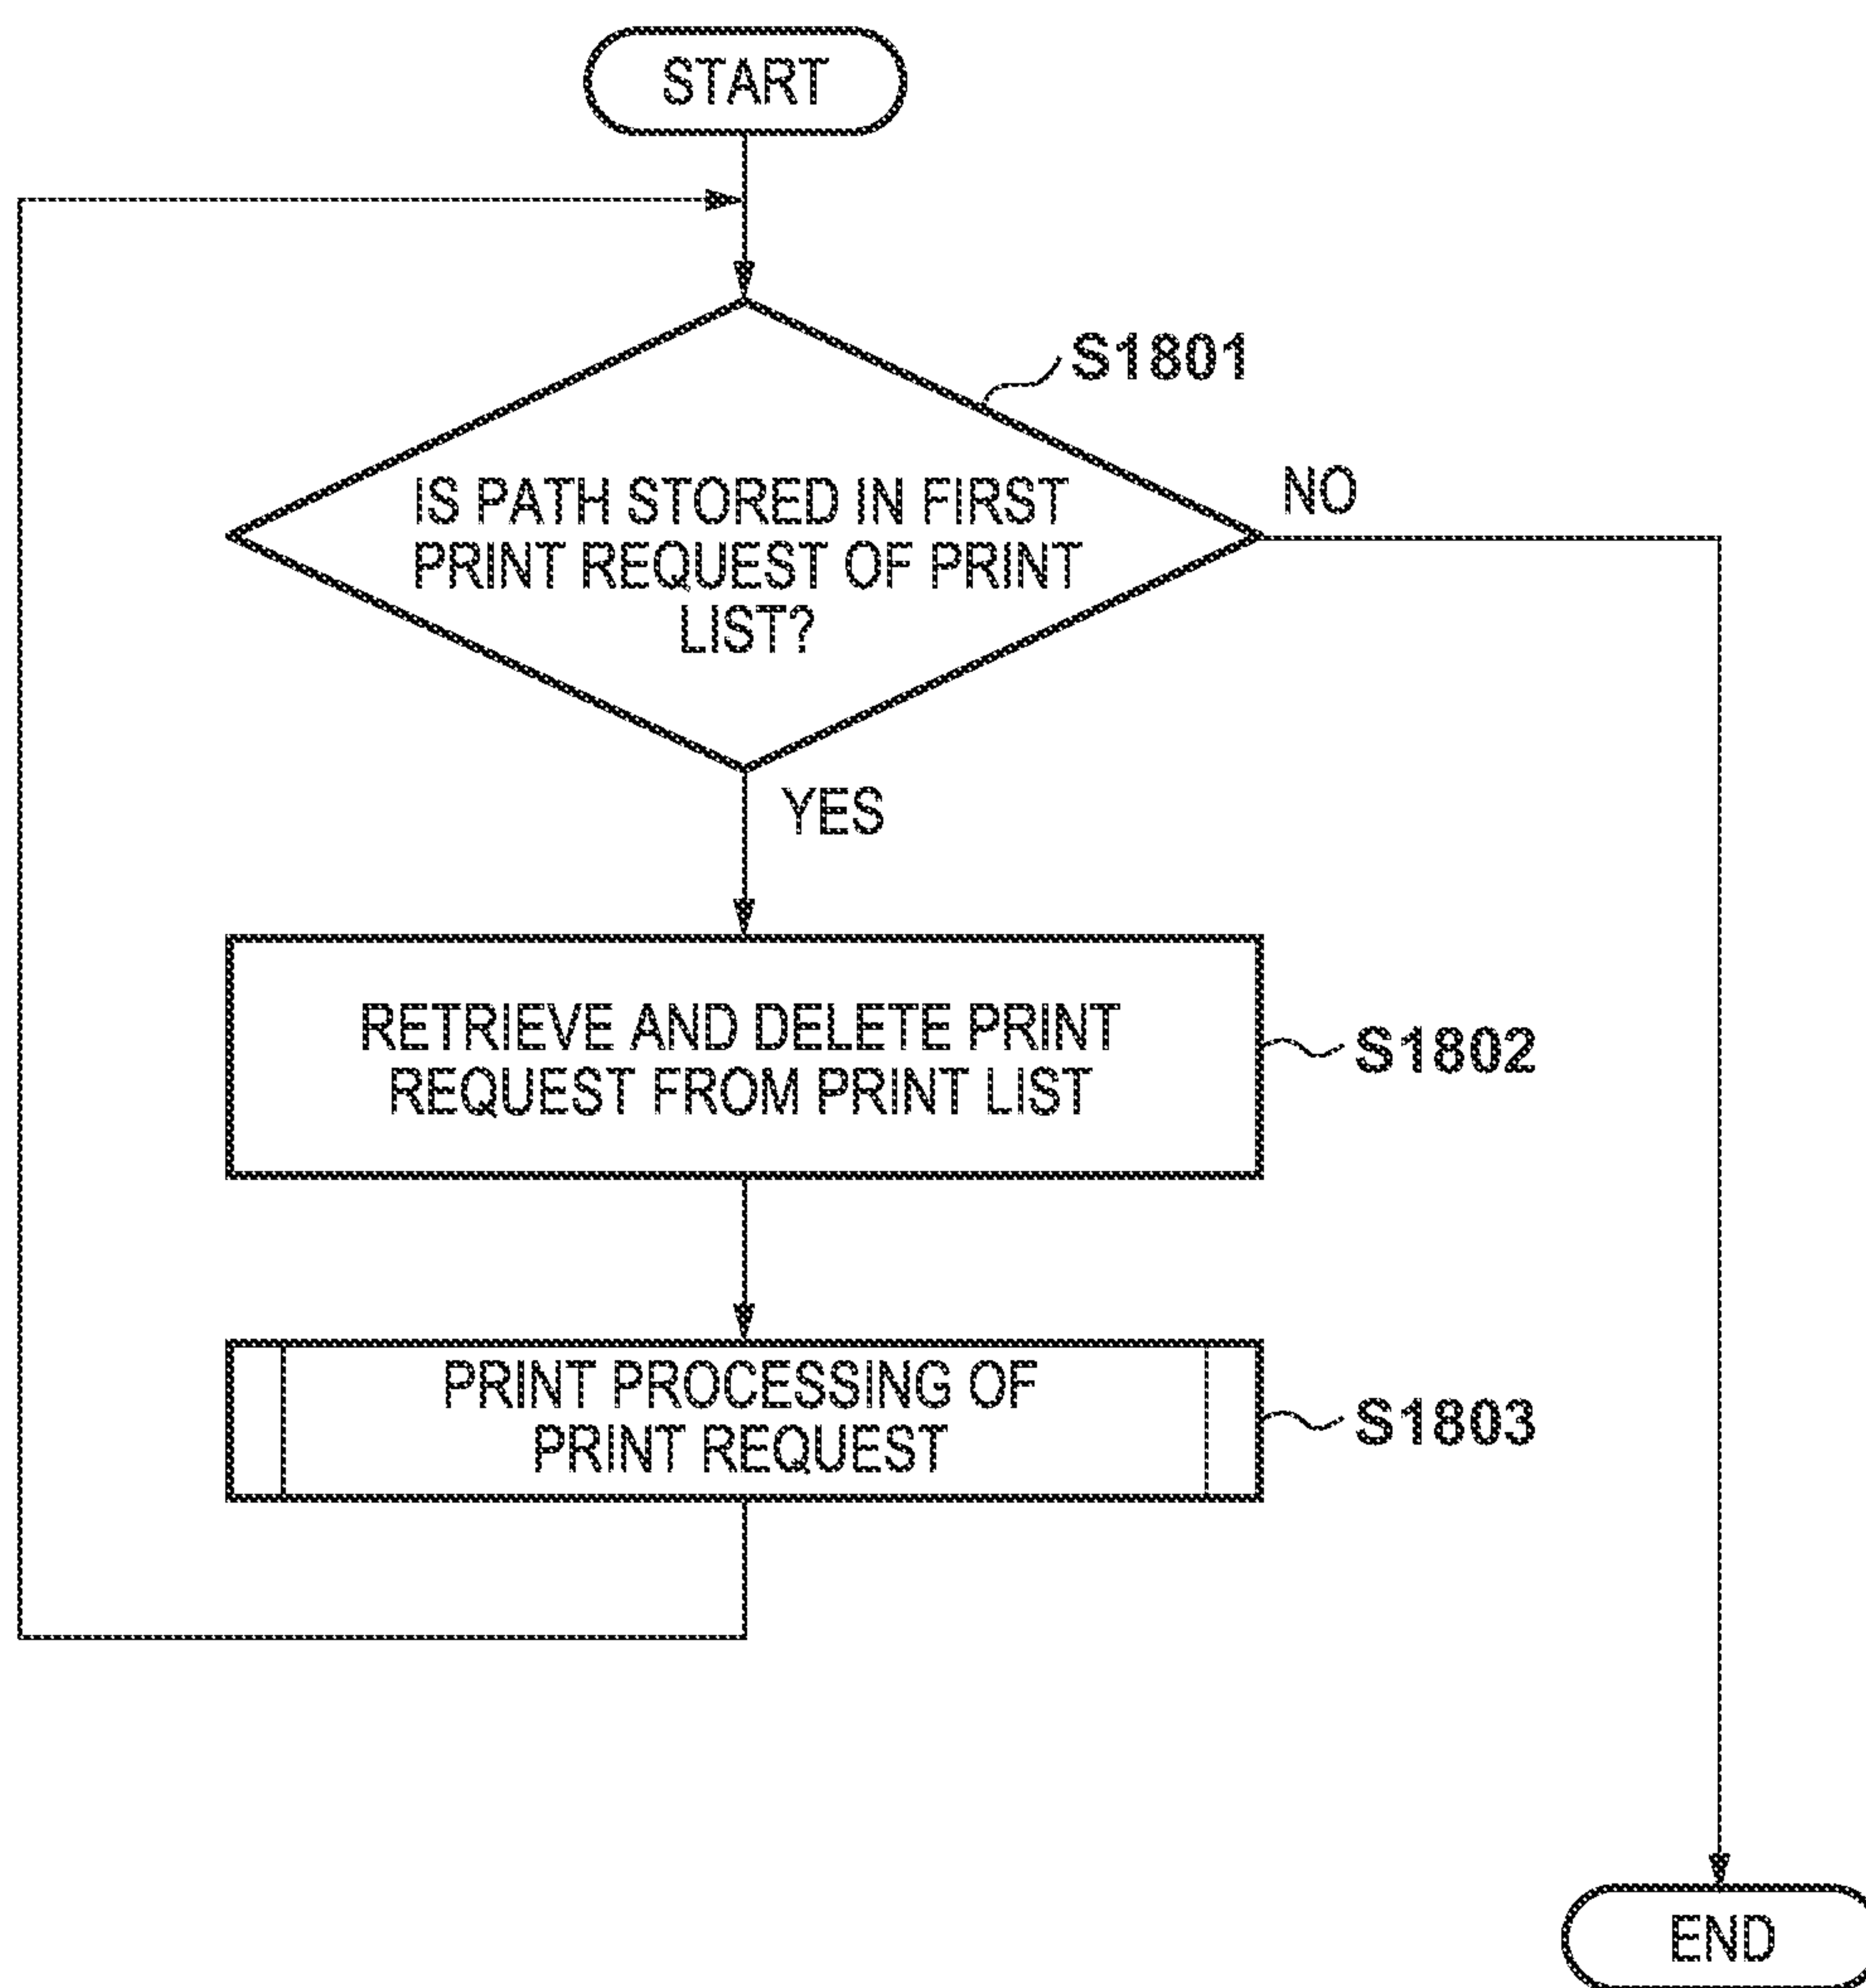 START
S1801
IS PATH STORED IN FIRST
PRINT REQUEST OF PRINT
LIST?
NO
YES
RETRIEVE AND DELETE PRINT
REQUEST FROM PRINT LIST
S1802
PRINT PROCESSING OF
PRINT REQUEST
S1803
END